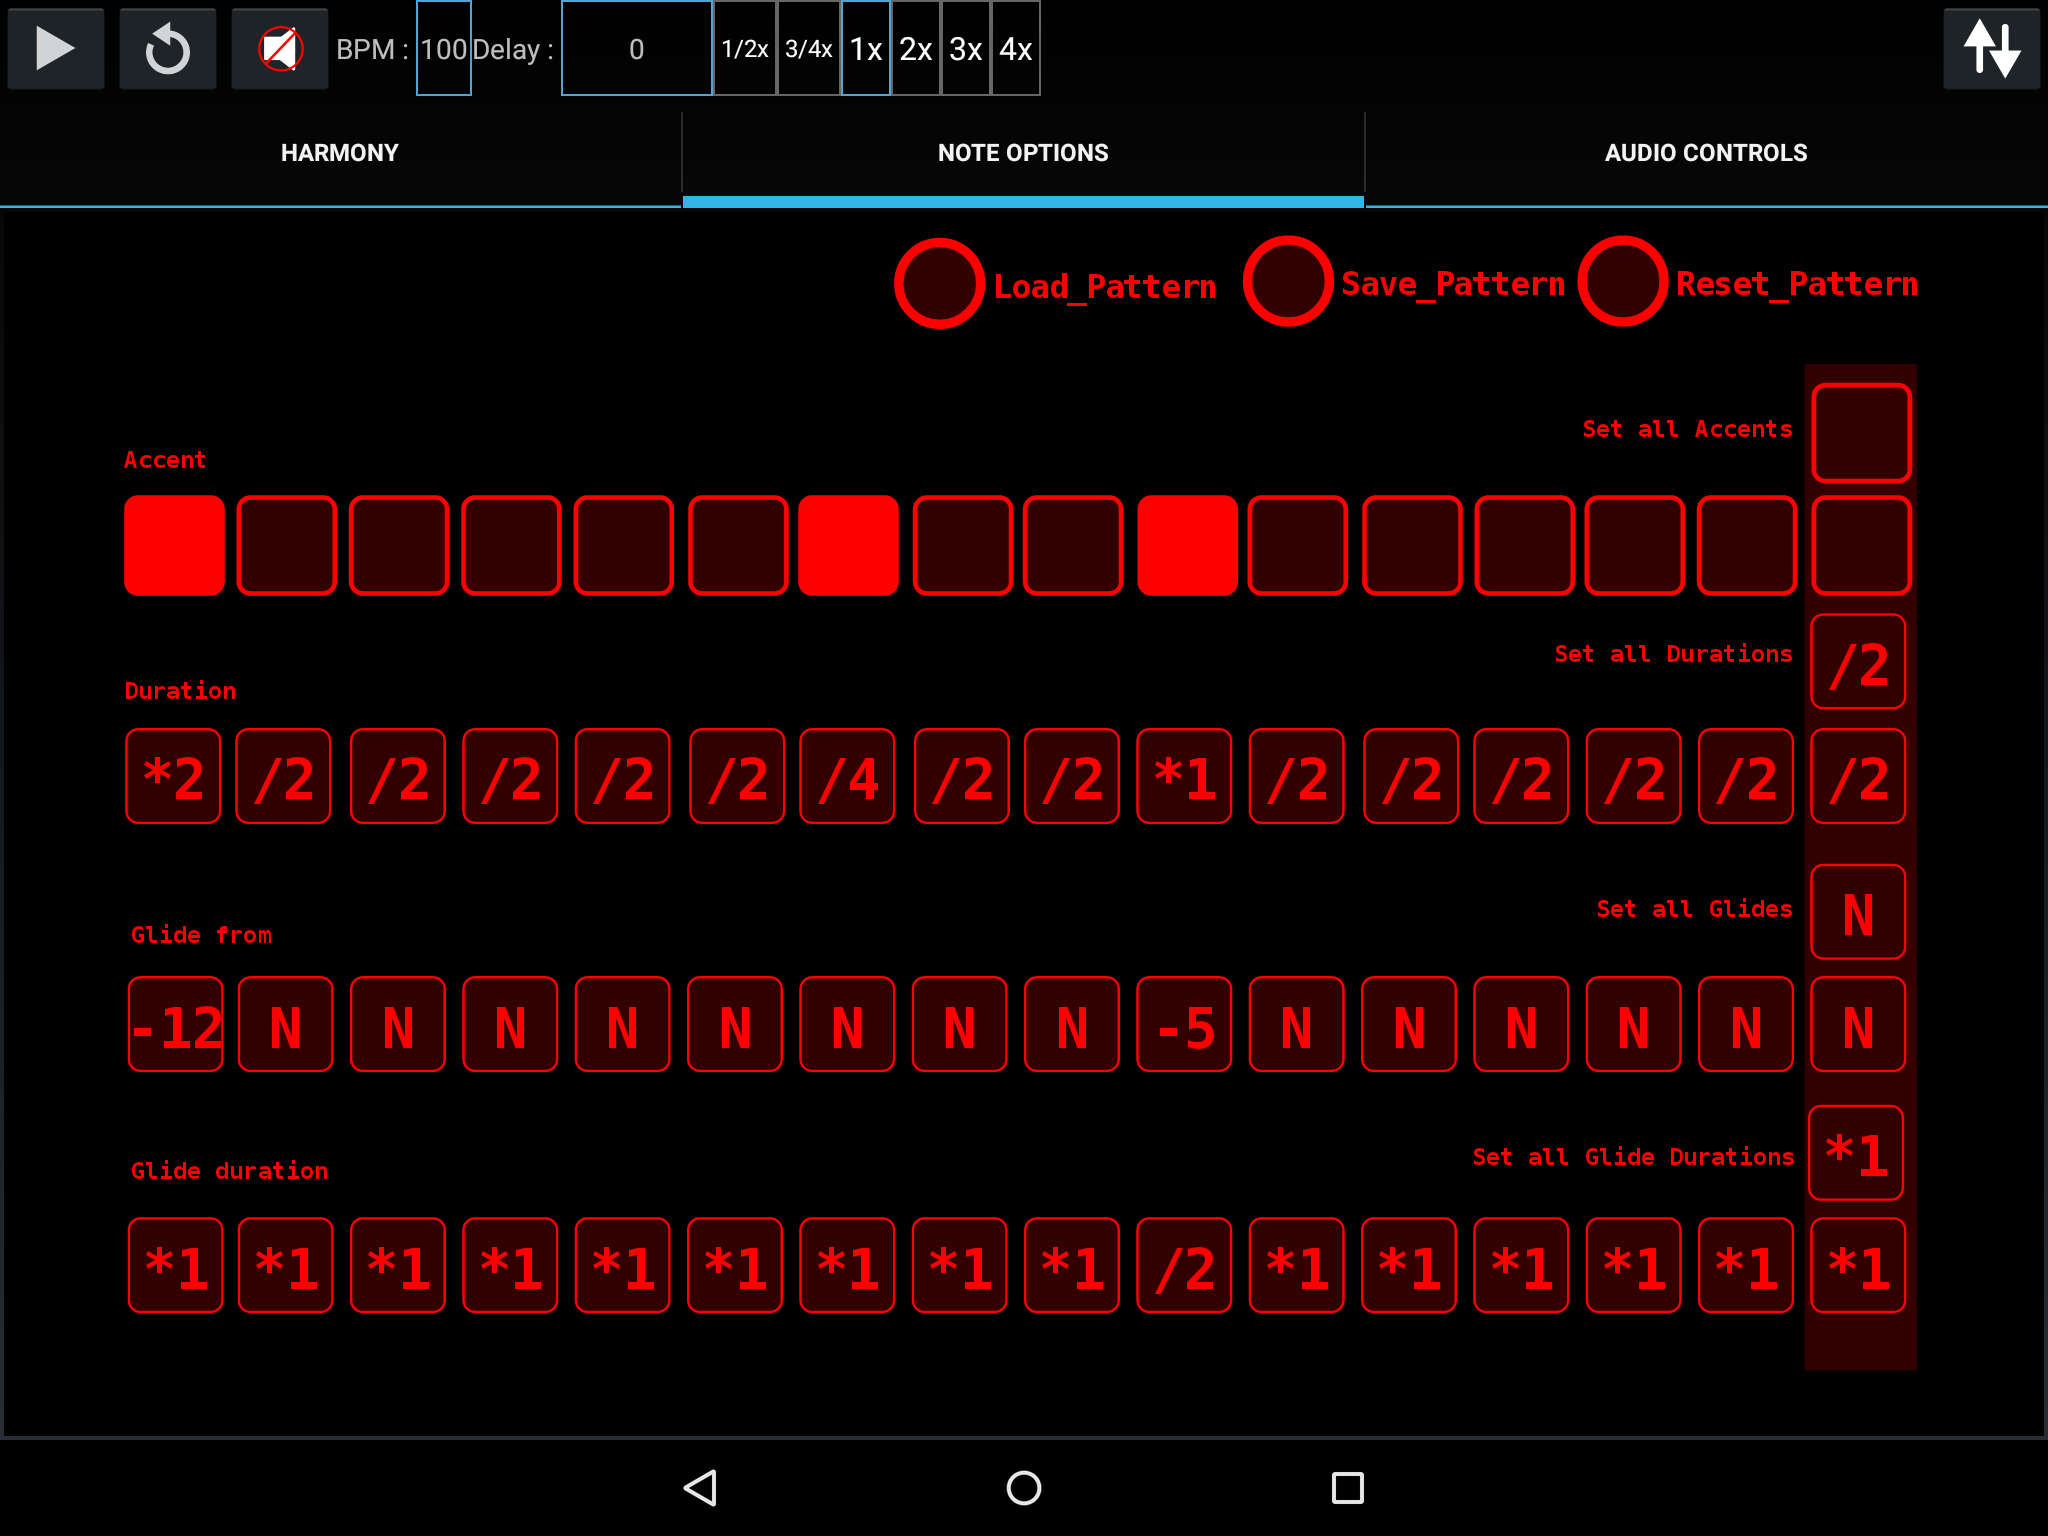 BPM : 100 Delay : 0 1/2x 3/4x 1x 2x 3x 4x
HARMONY NOTE OPTIONS AUDIO CONTROLS
Load_Pattern Save_Pattern Reset_Pattern
Set all Accents
Accent
Set all Durations /2
Duration
*2 /2 /2 /2 /2 /2 /4 /2 /2 *1 /2 /2 /2 /2 /2 /2
Set all Glides N
Glide from
-12 N N N N N N N N -5 N N N N N N
Set all Glide Durations *1
Glide duration
*1 *1 *1 *1 *1 *1 *1 *1 *1 /2 *1 *1 *1 *1 *1 *1